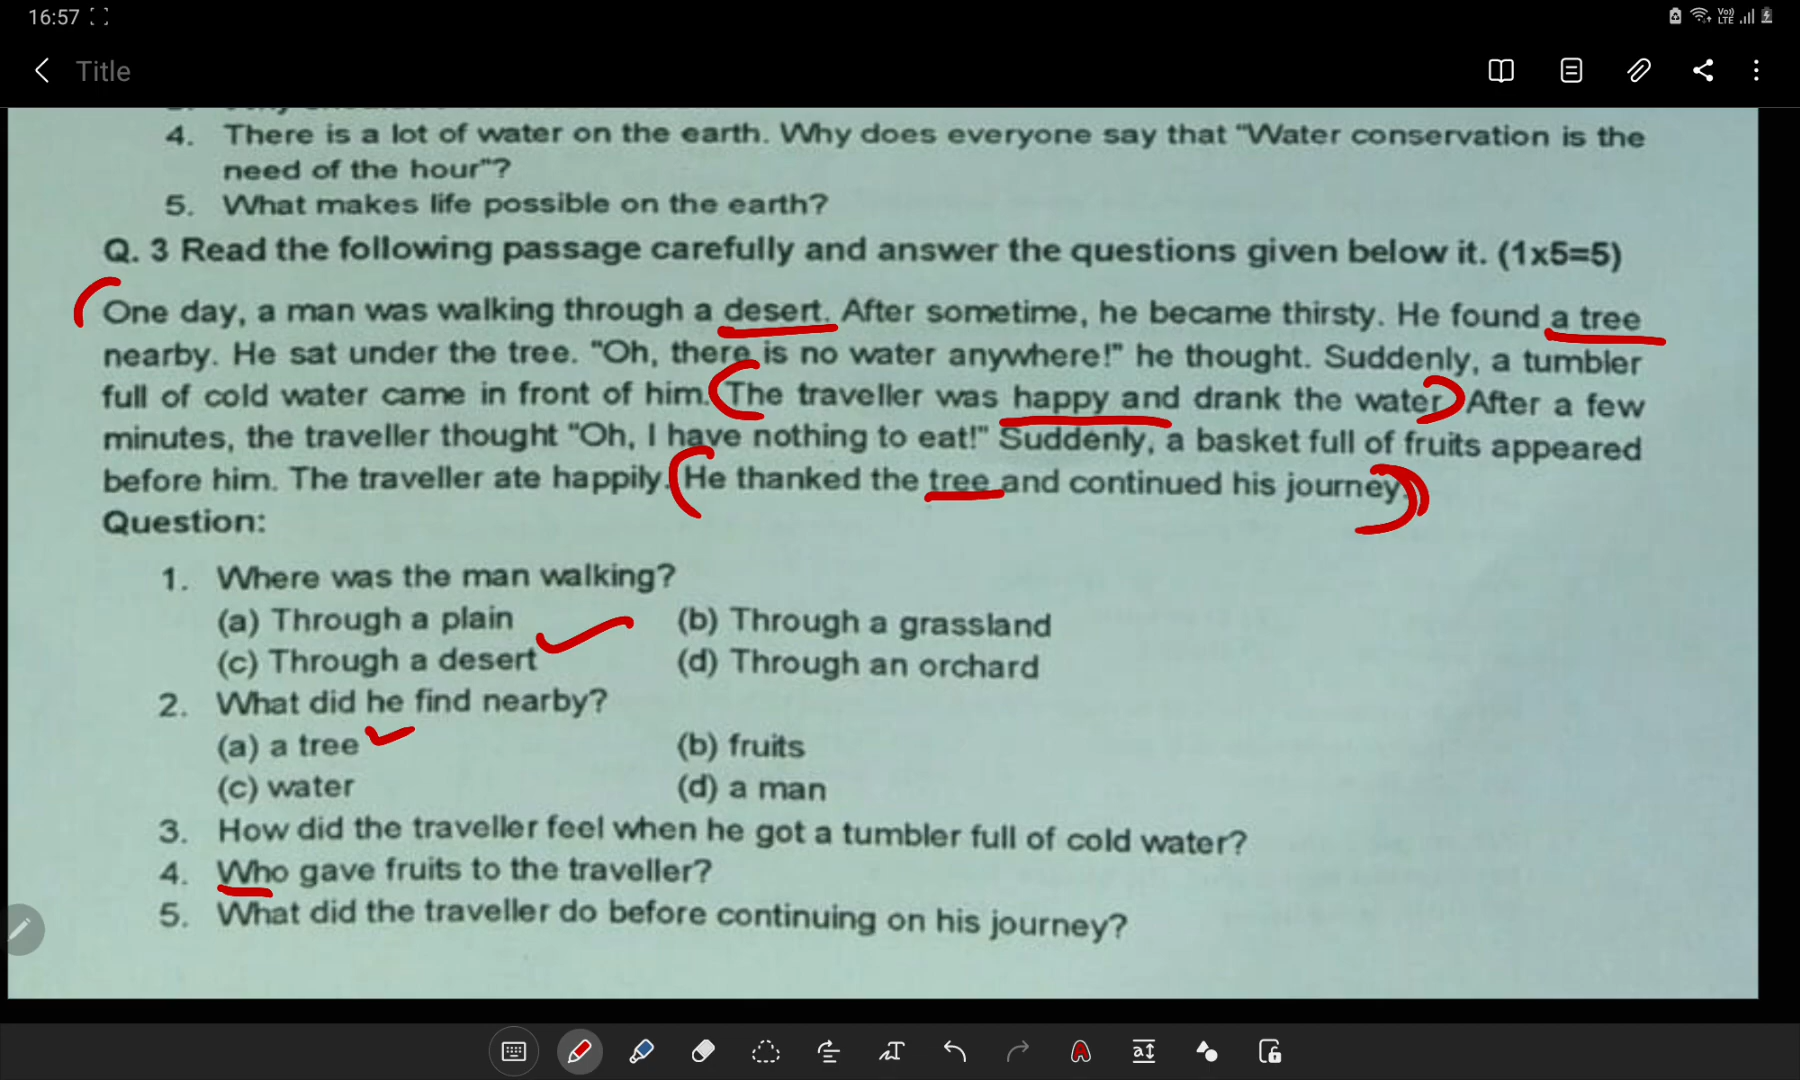 16:57
Title
4. There is a lot of water on the earth. Why does everyone say that "Water conservation is the
need of the hour"?
5. What makes life possible on the earth?
Q. 3 Read the following passage carefully and answer the questions given below it. (1x5=5)
One day, a man was walking through a desert. After sometime, he became thirsty. He found a tree
nearby. He sat under the tree. "Oh, there is no water anywhere!" he thought. Suddenly, a tumbler
full of cold water came in front of him. The traveller was happy and drank the water. After a few
minutes, the traveller thought "Oh, I have nothing to eat!" Suddenly, a basket full of fruits appeared
before him. The traveller ate happily. He thanked the tree and continued his journey.
Question:
1. Where was the man walking?
(a) Through a plain (b) Through a grassland
(c) Through a desert (d) Through an orchard
2. What did he find nearby?
(a) a tree (b) fruits
(c) water (d) a man
3. How did the traveller feel when he got a tumbler full of cold water?
4. Who gave fruits to the traveller?
5. What did the traveller do before continuing on his journey?